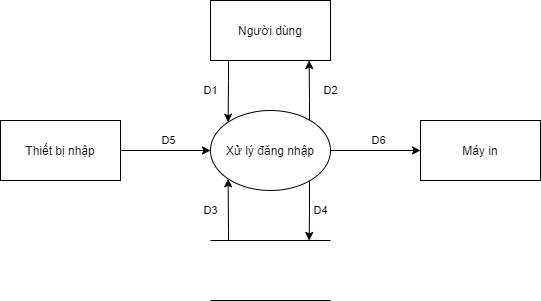 Người dùng
D1
D2
Thiết bị nhập
D5
Xử lý đăng nhập
D6
Máy in
D3
D4